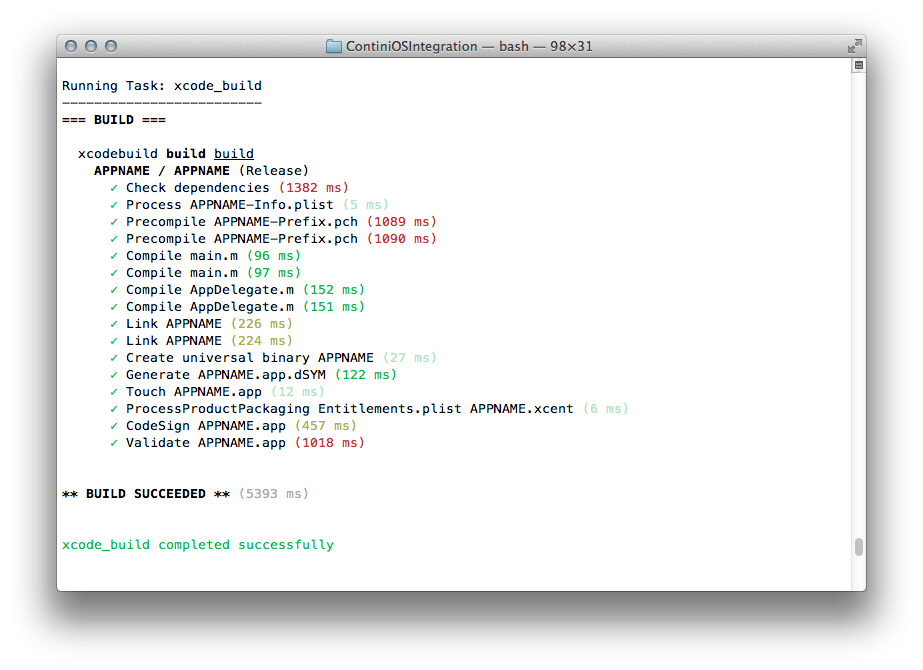 ContiniOSIntegration — bash — 98×31
Running Task: xcode_build
-------------------------
=== BUILD ===
xcodebuild build build
APPNAME / APPNAME (Release)
✓ Check dependencies (1382 ms)
✓ Process APPNAME-Info.plist (5 ms)
✓ Precompile APPNAME-Prefix.pch (1089 ms)
✓ Precompile APPNAME-Prefix.pch (1090 ms)
✓ Compile main.m (96 ms)
✓ Compile main.m (97 ms)
✓ Compile AppDelegate.m (152 ms)
✓ Compile AppDelegate.m (151 ms)
✓ Link APPNAME (226 ms)
✓ Link APPNAME (224 ms)
✓ Create universal binary APPNAME (27 ms)
✓ Generate APPNAME.app.dSYM (122 ms)
✓ Touch APPNAME.app (12 ms)
✓ ProcessProductPackaging Entitlements.plist APPNAME.xcent (6 ms)
✓ CodeSign APPNAME.app (457 ms)
✓ Validate APPNAME.app (1018 ms)
** BUILD SUCCEEDED ** (5393 ms)
xcode_build completed successfully